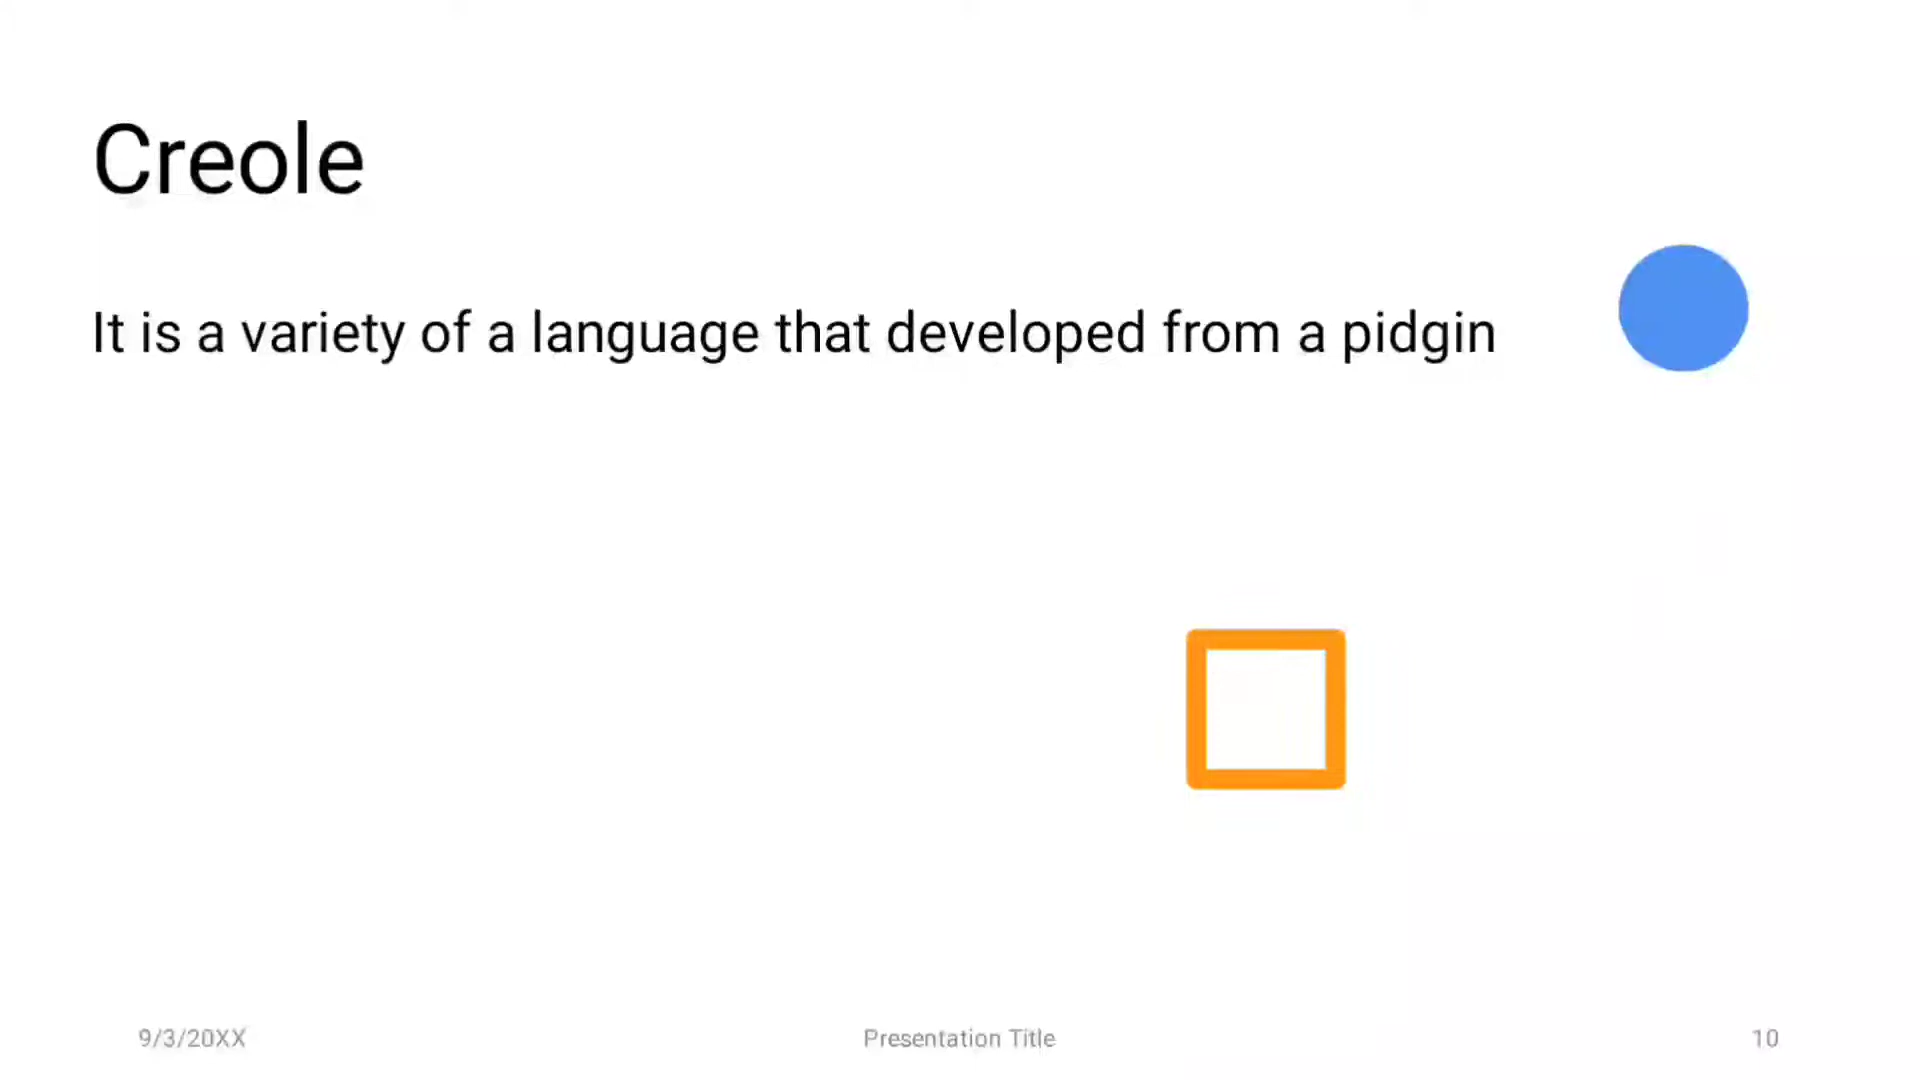 Creole
It is a variety of a language that developed from a pidgin
9/3/20XX
Presentation Title
10